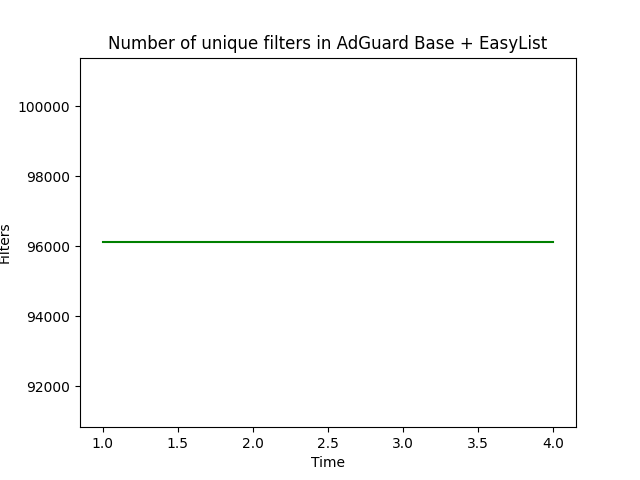 Number of unique filters in AdGuard Base + EasyList
100000
98000
96000
94000
92000
Filters
1.0 1.5 2.0 2.5 3.0 3.5 4.0
Time